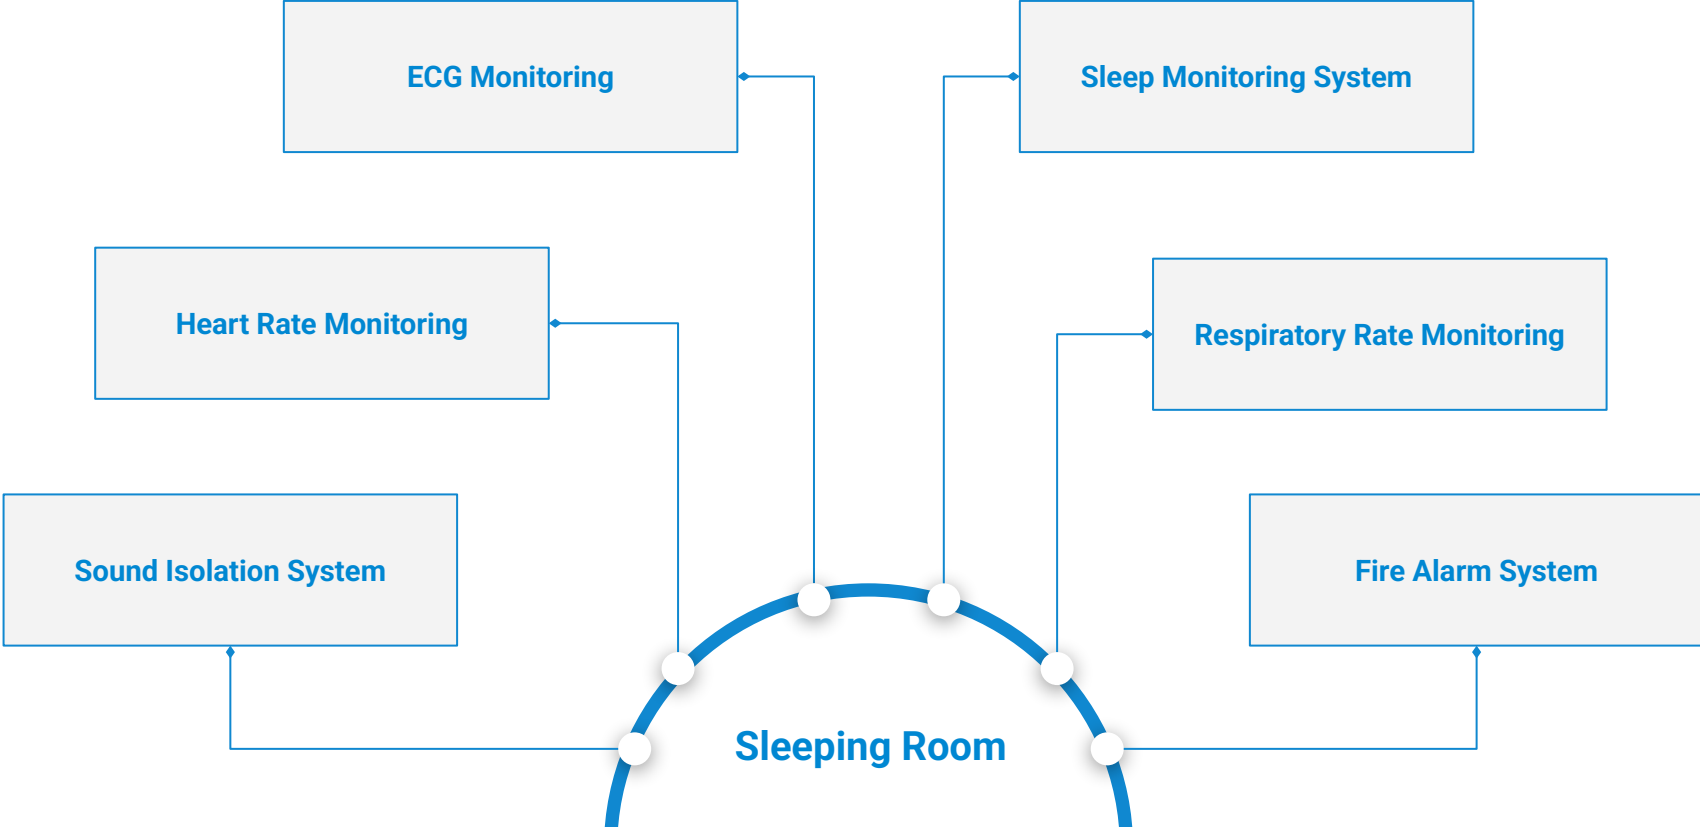 ECG Monitoring
Sleep Monitoring System
Heart Rate Monitoring
Respiratory Rate Monitoring
Sound Isolation System
Fire Alarm System
Sleeping Room